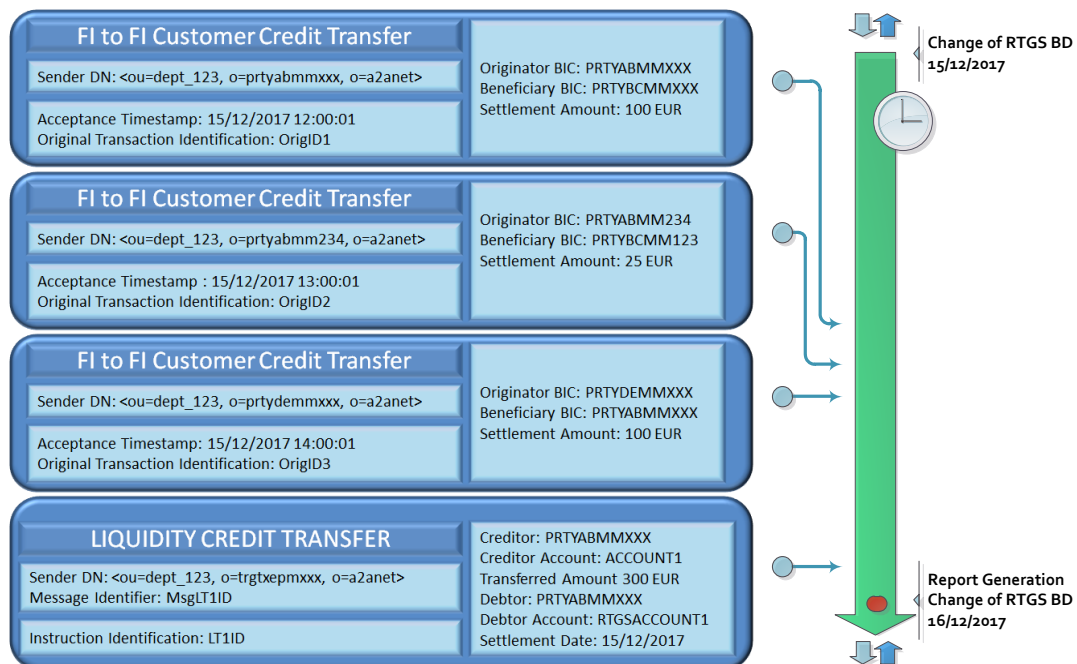 FI to FI Customer Credit Transfer
Sender DN: <ou=dept_123, o=prtyabmmxxx, o=a2anet>
Acceptance Timestamp: 15/12/2017 12:00:01
Original Transaction Identification: OrigID1
Originator BIC: PRTYABMMXXX
Beneficiary BIC: PRTYBCMMXXX
Settlement Amount: 100 EUR
FI to FI Customer Credit Transfer
Sender DN: <ou=dept_123, o=prtyabmm234, o=a2anet>
Acceptance Timestamp : 15/12/2017 13:00:01
Original Transaction Identification: OrigID2
Originator BIC: PRTYABMM234
Beneficiary BIC: PRTYBCMM123
Settlement Amount: 25 EUR
FI to FI Customer Credit Transfer
Sender DN: <ou=dept_123, o=prtydemmxxx, o=a2anet>
Acceptance Timestamp: 15/12/2017 14:00:01
Original Transaction Identification: OrigID3
Originator BIC: PRTYDEMMXXX
Beneficiary BIC: PRTYABMMXXX
Settlement Amount: 100 EUR
LIQUIDITY CREDIT TRANSFER
Sender DN: <ou=dept_123, o=trgtxepmxxx, o=a2anet>
Message Identifier: MsgLT1ID
Instruction Identification: LT1ID
Creditor: PRTYABMMXXX
Creditor Account: ACCOUNT1
Transferred Amount 300 EUR
Debtor: PRTYABMMXXX
Debtor Account: RTGSACCOUNT1
Settlement Date: 15/12/2017
Change of RTGS BD
15/12/2017
Report Generation
Change of RTGS BD
16/12/2017